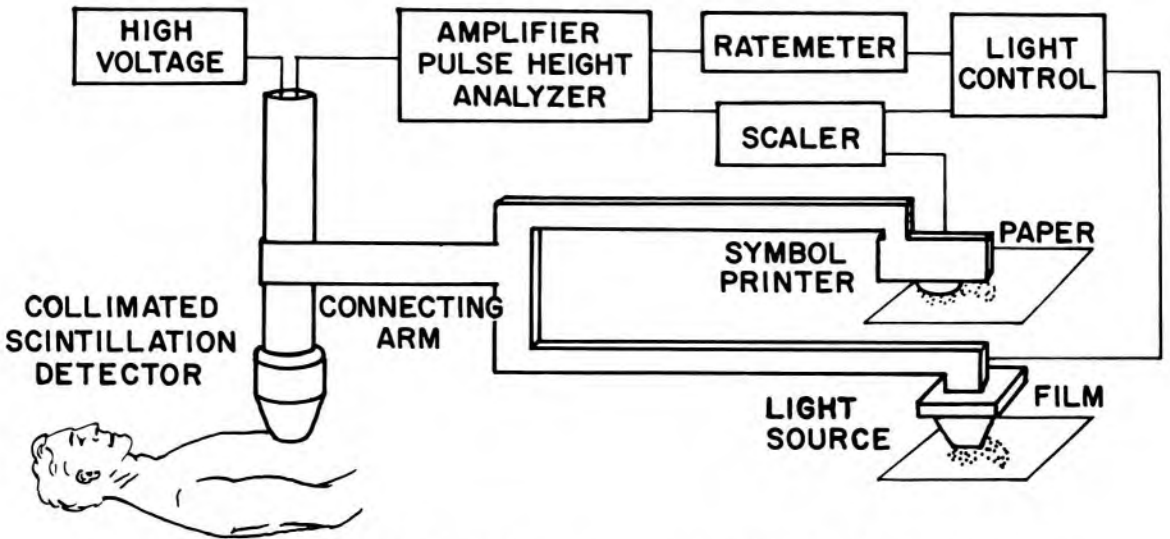 HIGH
VOLTAGE
AMPLIFIER
PULSE HEIGHT
ANALYZER
RATEMETER
LIGHT
CONTROL
SCALER
PAPER
SYMBOL
PRINTER
COLLIMATED
SCINTILLATION
DETECTOR
CONNECTING
ARM
LIGHT
SOURCE
FILM